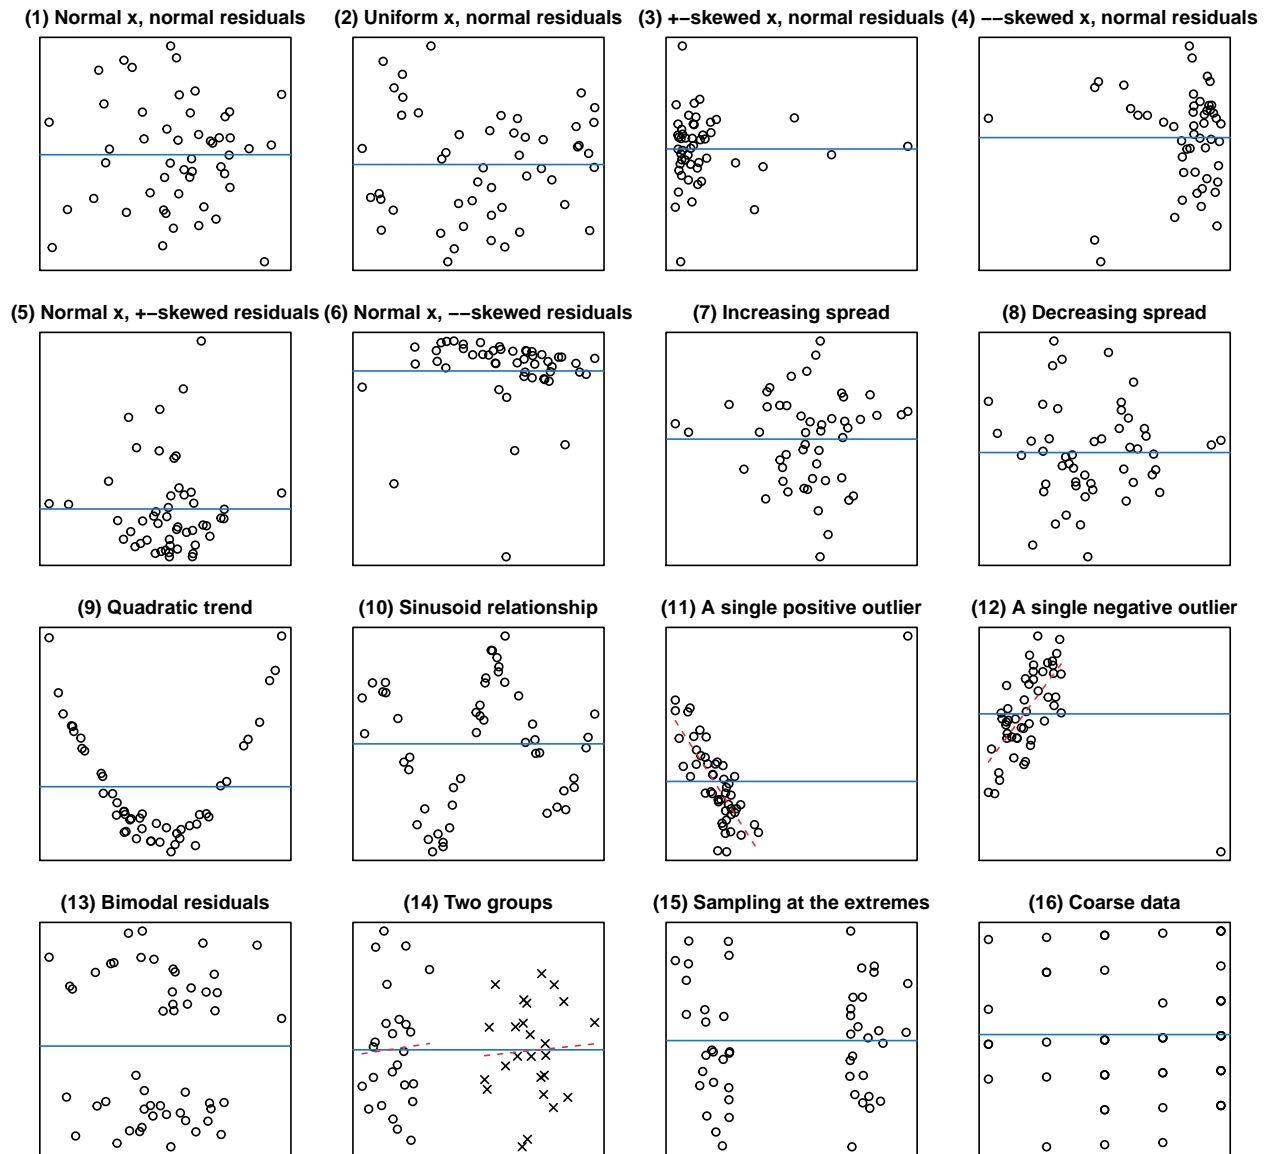 (1) Normal x, normal residuals
(2) Uniform x, normal residuals
(3) +−skewed x, normal residuals
(4) −−skewed x, normal residuals
(5) Normal x, +−skewed residuals
(6) Normal x, −−skewed residuals
(7) Increasing spread
(8) Decreasing spread
(9) Quadratic trend
(10) Sinusoid relationship
(11) A single positive outlier
(12) A single negative outlier
(13) Bimodal residuals
(14) Two groups
(15) Sampling at the extremes
(16) Coarse data